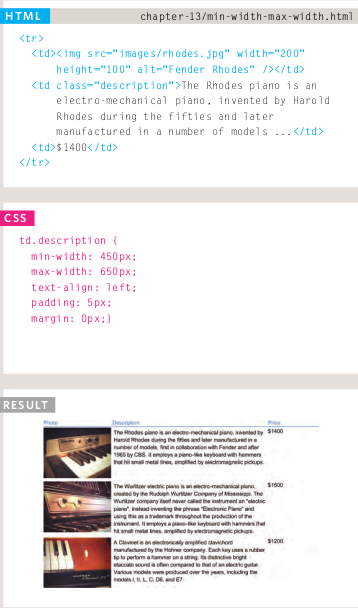 HTML chapter-13/min-width-max-width.html
<tr>
<td><img src="images/rhodes.jpg" width="200"
height="100" alt="Fender Rhodes" /></td>
<td class="description">The Rhodes piano is an
electro-mechanical piano, invented by Harold
Rhodes during the fifties and later
manufactured in a number of models ...</td>
<td>$1400</td>
</tr>
CSS
td.description {
min-width: 450px;
max-width: 650px;
text-align: left;
padding: 5px;
margin: 0px;}
RESULT
Photo Description Price
The Rhodes piano is an electro-mechanical piano, invented by $1400
Harold Rhodes during the fifties and later manufactured in a
number of models, first in collaboration with Fender and after
1965 by CBS. It employs a piano-like keyboard with hammers
that hit small metal tines, amplified by electromagnetic pickups.
The Wurlitzer electric piano is an electro-mechanical piano, $1600
created by the Rudolph Wurlitzer Company of Mississippi. The
Wurlitzer company itself never called the instrument an "electric
piano", instead inventing the phrase "Electronic Piano" and
using this as a trademark throughout the production of the
instrument. It employs a piano-like keyboard with hammers that
hit small metal tines, amplified by electromagnetic pickups.
A Clavinet is an electronically amplified clavichord $1200
manufactured by the Hohner company. Each key uses a rubber
tip to perform a hammer on a string. Its distinctive bright
staccato sound is often compared to that of an electric guitar.
Various models were produced over the years, including the
models I, II, L, C, D6, and E7.